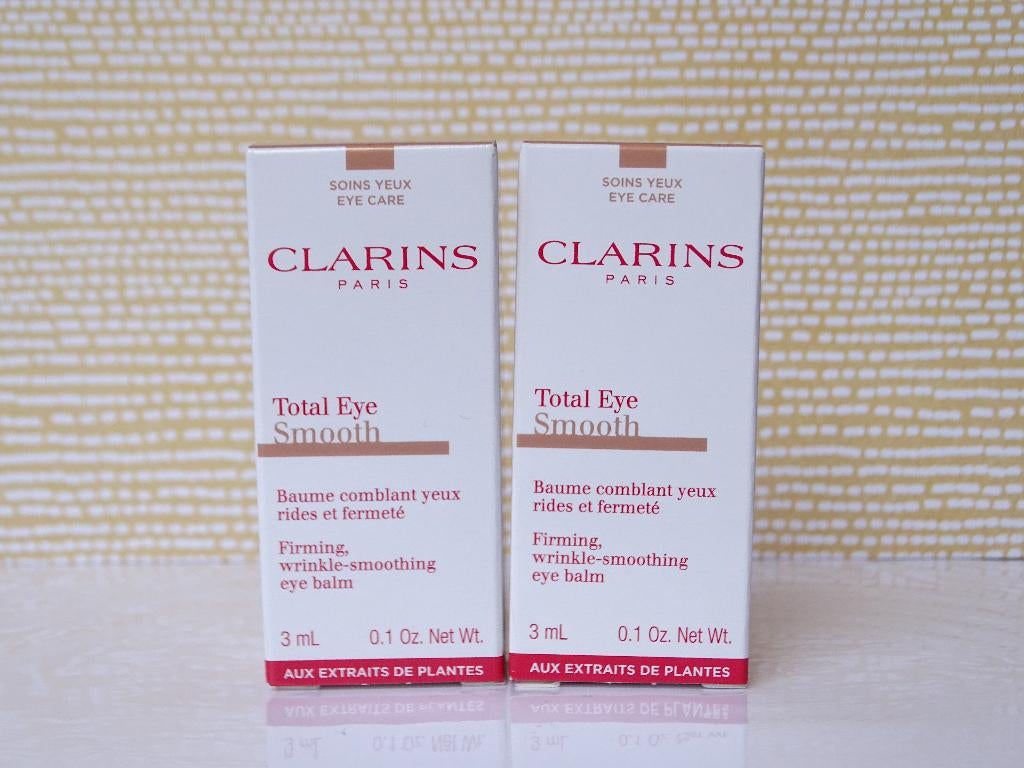 SOINS YEUX
EYE CARE
CLARINS
PARIS
Total Eye
Smooth
Baume comblant yeux
rides et fermeté
Firming,
wrinkle-smoothing
eye balm
3 mL 0.1 Oz. Net Wt.
AUX EXTRAITS DE PLANTES
SOINS YEUX
EYE CARE
CLARINS
PARIS
Total Eye
Smooth
Baume comblant yeux
rides et fermeté
Firming,
wrinkle-smoothing
eye balm
3 mL 0.1 Oz. Net Wt.
AUX EXTRAITS DE PLANTES